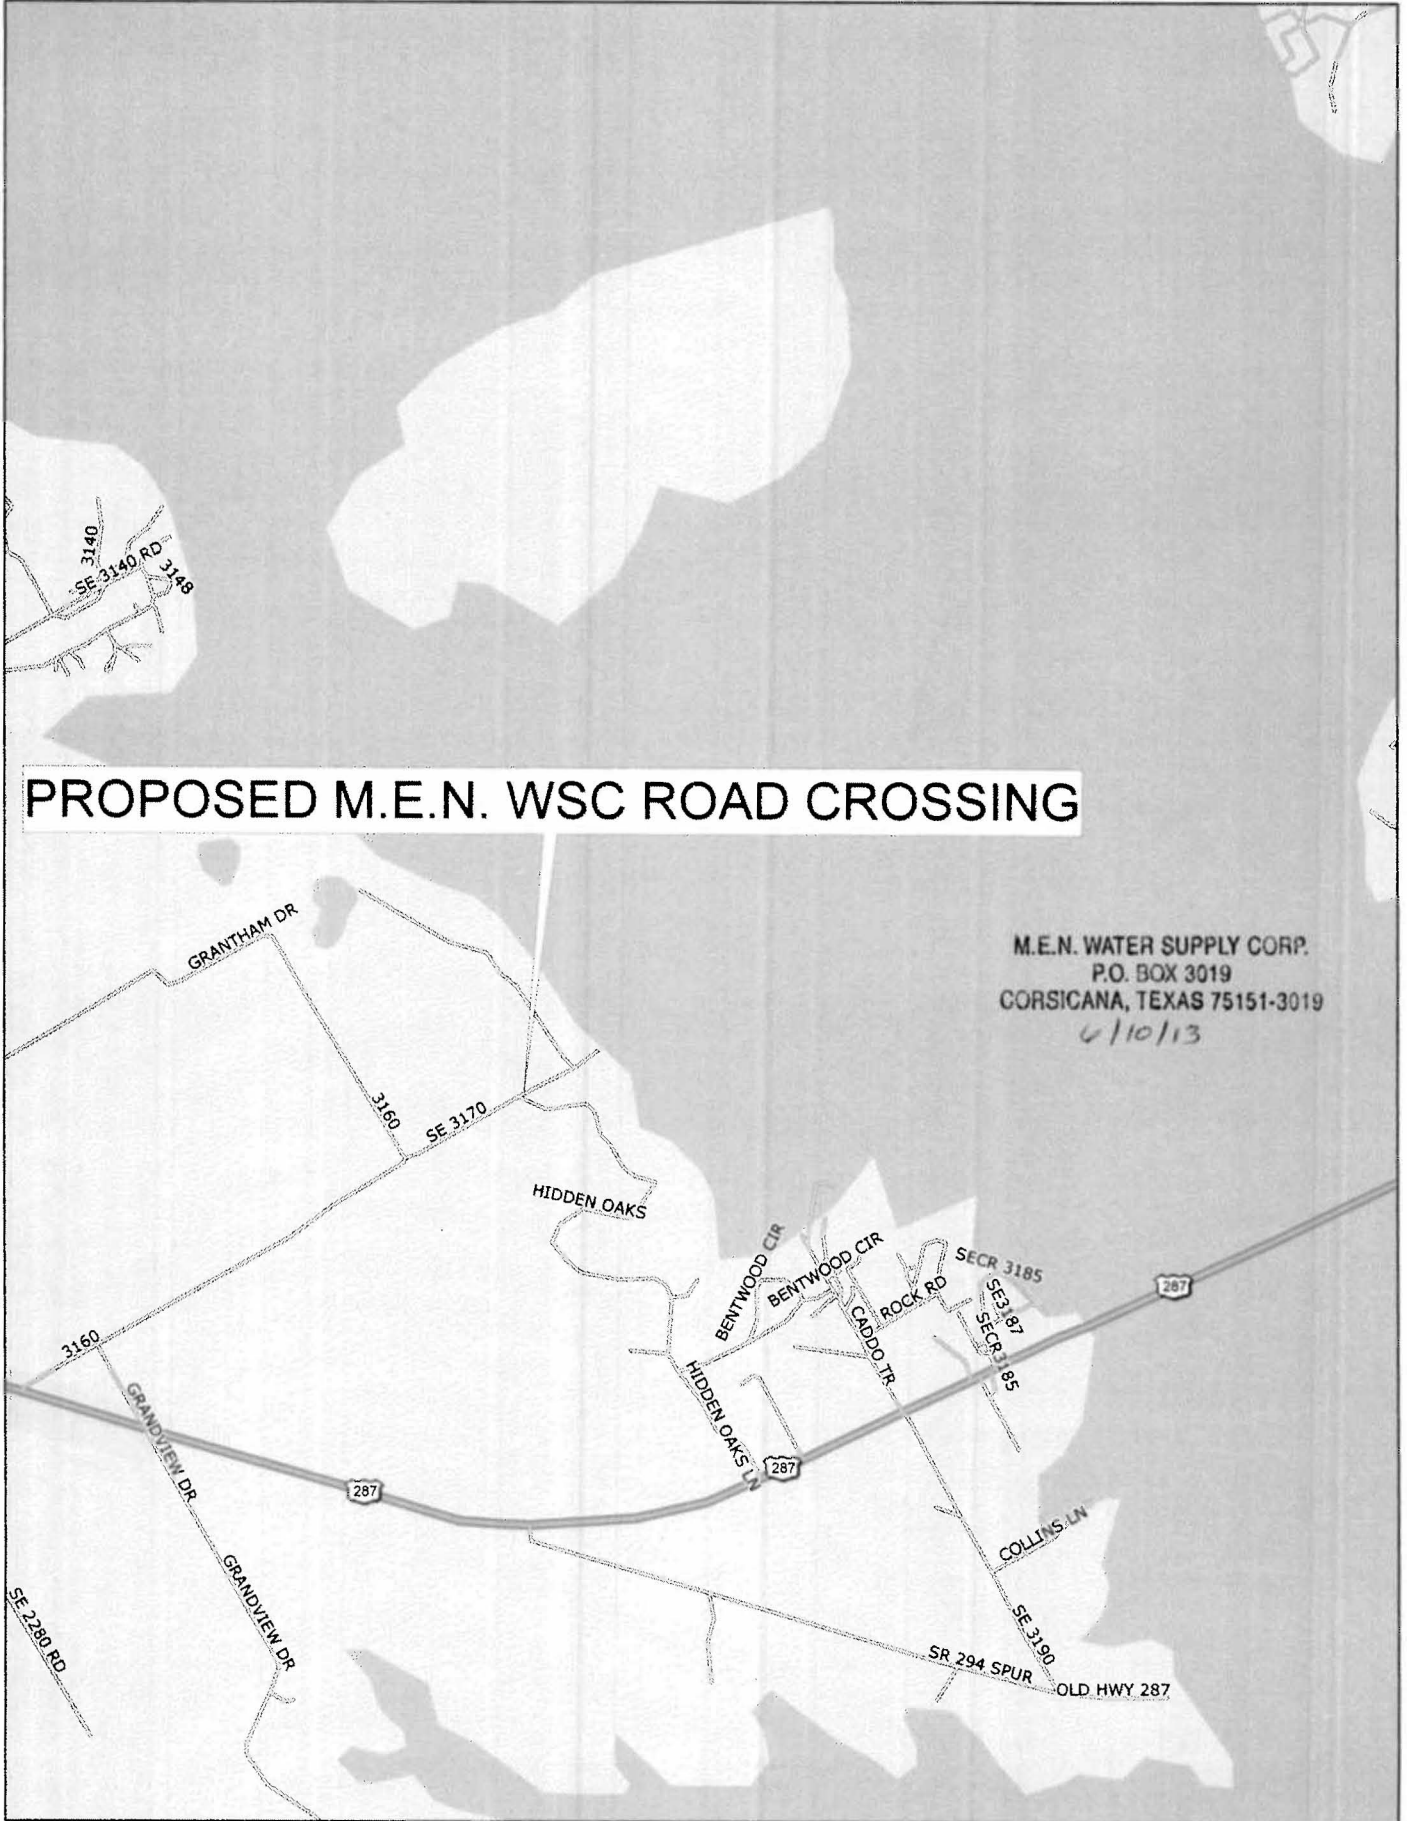 3140
SE 3140 RD
3148
PROPOSED M.E.N. WSC ROAD CROSSING
GRANTHAM DR
M.E.N. WATER SUPPLY CORP.
P.O. BOX 3019
CORSICANA, TEXAS 75151-3019
6/10/13
3160
SE 3170
HIDDEN OAKS
BENTWOOD CIR
BENTWOOD CIR
SECR 3185
ROCK RD
SE3187
287
CADDO TR
SECR3185
3160
HIDDEN OAKS LN
GRANDVIEW DR
287
287
COLLINS LN
GRANDVIEW DR
SE 2280 RD
SE 3190
SR 294 SPUR
OLD HWY 287